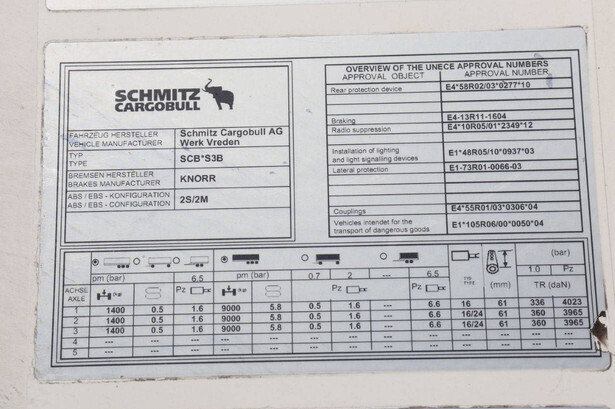 SCHMITZ
CARGOBULL
FAHRZEUG HERSTELLER
VEHICLE MANUFACTURER
Schmitz Cargobull AG
Werk Vreden
TYP
TYPE
SCB*S3B
BREMSEN HERSTELLER
BRAKES MANUFACTURER
KNORR
ABS / EBS - KONFIGURATION
ABS / EBS - CONFIGURATION
2S/2M
OVERVIEW OF THE UNECE APPROVAL NUMBERS
APPROVAL OBJECT APPROVAL NUMBER
Rear protection device E4*58R02/03*0277*10
Braking E4-13R11-1604
Radio suppression E4*10R05/01*2349*12
Installation of lighting
and light signalling devices E1*48R05/10*0937*03
Lateral protection E1-73R01-0066-03
Couplings E4*55R01/03*0306*04
Vehicles intendet for the
transport of dangerous goods E1*105R06/00*0050*04
(bar)
pm (bar) 6.5 pm (bar) 0.7 2 --- 6.5 TYP TYPE 1.0 Pz
ACHSE
AXLE
(kg) Pz (kg) Pz Pz (mm) TR (daN)
1 1400 0.5 1.6 9000 5.8 0.5 1.6 --- 6.6 16 61 336 4023
2 1400 0.5 1.6 9000 5.8 0.5 1.6 --- 6.6 16/24 61 360 3965
3 1400 0.5 1.6 9000 5.8 0.5 1.6 --- 6.6 16/24 61 360 3965
4 --- --- --- --- --- --- --- --- --- --- --- --- ---
5 --- --- --- --- --- --- --- --- --- --- --- --- ---